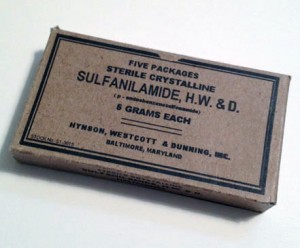 FIVE PACKAGES
STERILE CRYSTALLINE
SULFANILAMIDE, H.W. & D.
5 GRAMS EACH
HYNSON, WESTCOTT & DUNNING, INC.
BALTIMORE, MARYLAND